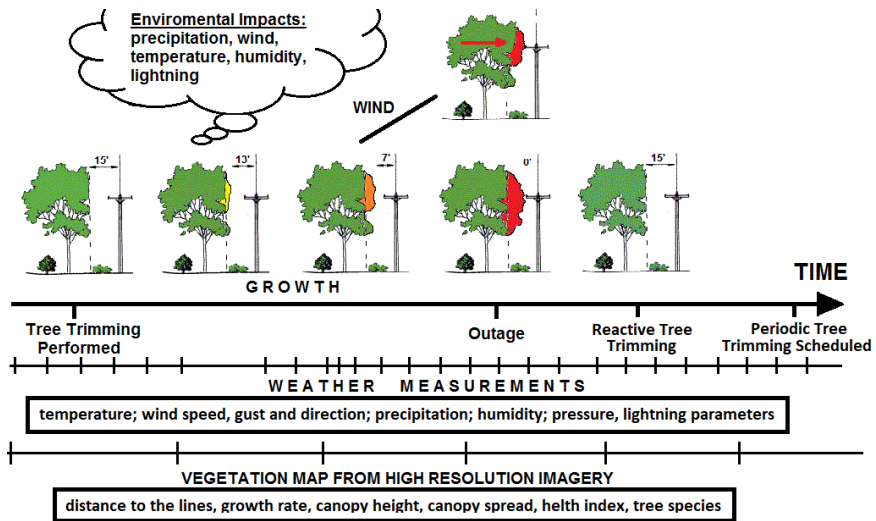 Enviromental Impacts:
precipitation, wind,
temperature, humidity,
lightning
WIND
15'
13'
7'
0'
15'
TIME
GROWTH
Tree Trimming
Performed
Outage
Reactive Tree
Trimming
Periodic Tree
Trimming Scheduled
WEATHER MEASUREMENTS
temperature; wind speed, gust and direction; precipitation; humidity; pressure, lightning parameters
VEGETATION MAP FROM HIGH RESOLUTION IMAGERY
distance to the lines, growth rate, canopy height, canopy spread, helth index, tree species